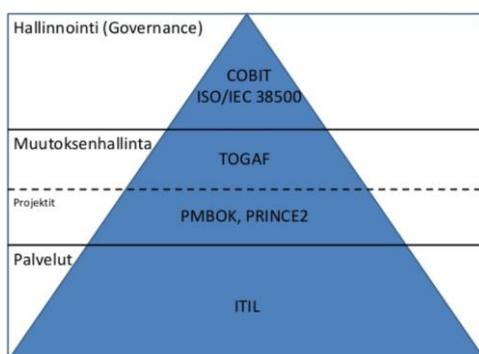 Hallinnointi (Governance)
COBIT
ISO/IEC 38500
Muutoksenhallinta
TOGAF
Projektit
PMBOK, PRINCE2
Palvelut
ITIL